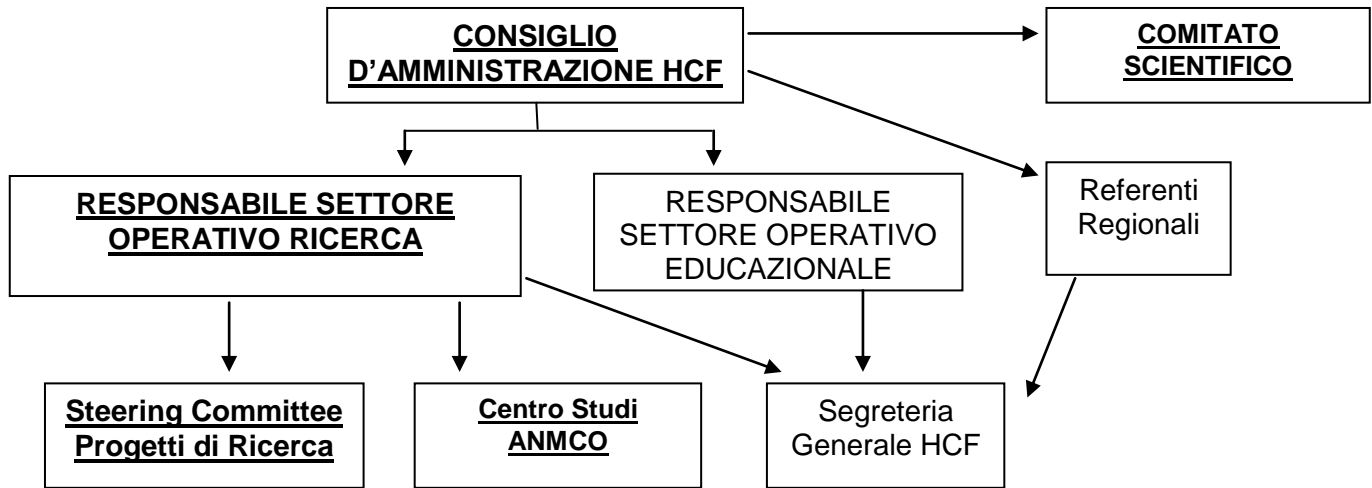 CONSIGLIO
D'AMMINISTRAZIONE HCF
COMITATO
SCIENTIFICO
RESPONSABILE SETTORE
OPERATIVO RICERCA
RESPONSABILE
SETTORE OPERATIVO
EDUCAZIONALE
Referenti
Regionali
Steering Committee
Progetti di Ricerca
Centro Studi
ANMCO
Segreteria
Generale HCF